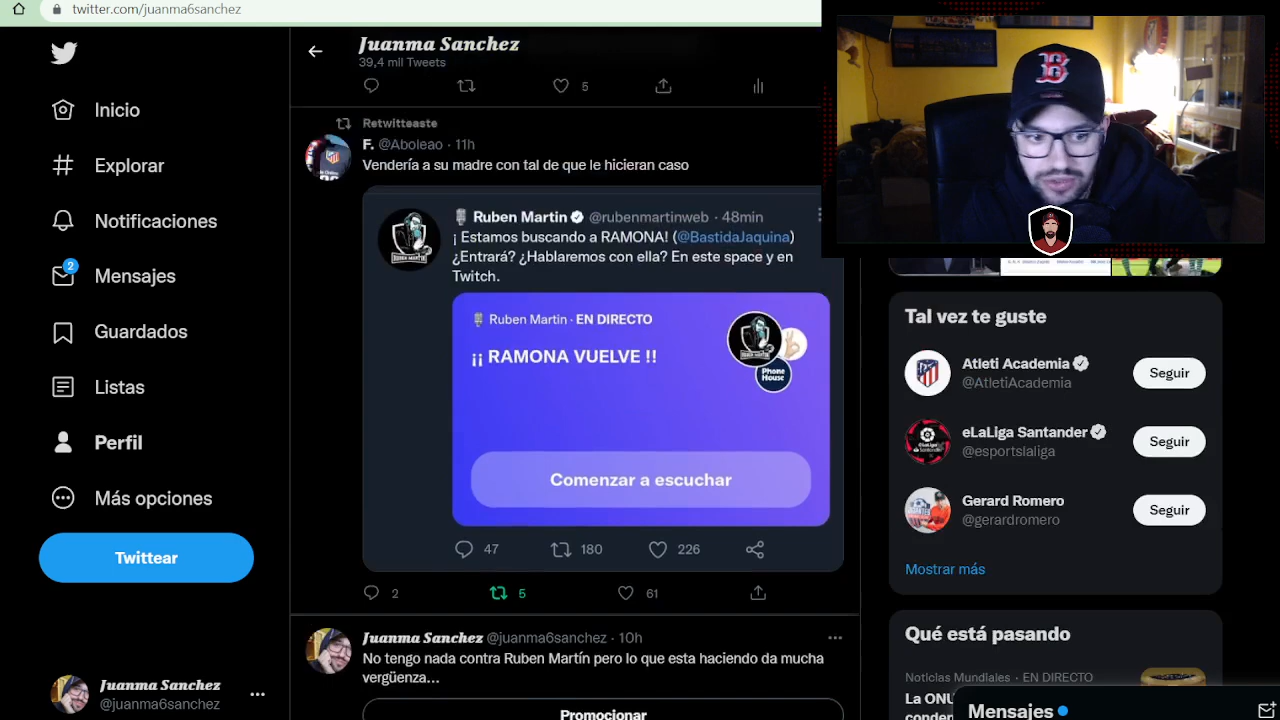 twitter.com/juanma6sanchez
Inicio
Explorar
Notificaciones
2
Mensajes
Guardados
Listas
Perfil
Más opciones
Twittear
Juanma Sanchez
@juanma6sanchez
Juanma Sanchez
39,4 mil Tweets
5
Retwitteaste
F. @Aboleao · 11h
Vendería a su madre con tal de que le hicieran caso
Ruben Martin @rubenmartinweb · 48min
¡ Estamos buscando a RAMONA! (@BastidaJaquina)
¿Entrará? ¿Hablaremos con ella? En este space y en
Twitch.
Ruben Martin · EN DIRECTO
¡¡ RAMONA VUELVE !!
RUBEN MARTIN
Phone
House
Comenzar a escuchar
47 180 226
2 5 61
Juanma Sanchez @juanma6sanchez · 10h
No tengo nada contra Ruben Martín pero lo que esta haciendo da mucha
vergüenza...
Promocionar
B
Tal vez te guste
Atleti Academia
@AtletiAcademia
Seguir
eLaLiga Santander
@esportslaliga
Seguir
Gerard Romero
@gerardromero
Seguir
Mostrar más
Qué está pasando
Noticias Mundiales · EN DIRECTO
La ONU
Mensajes